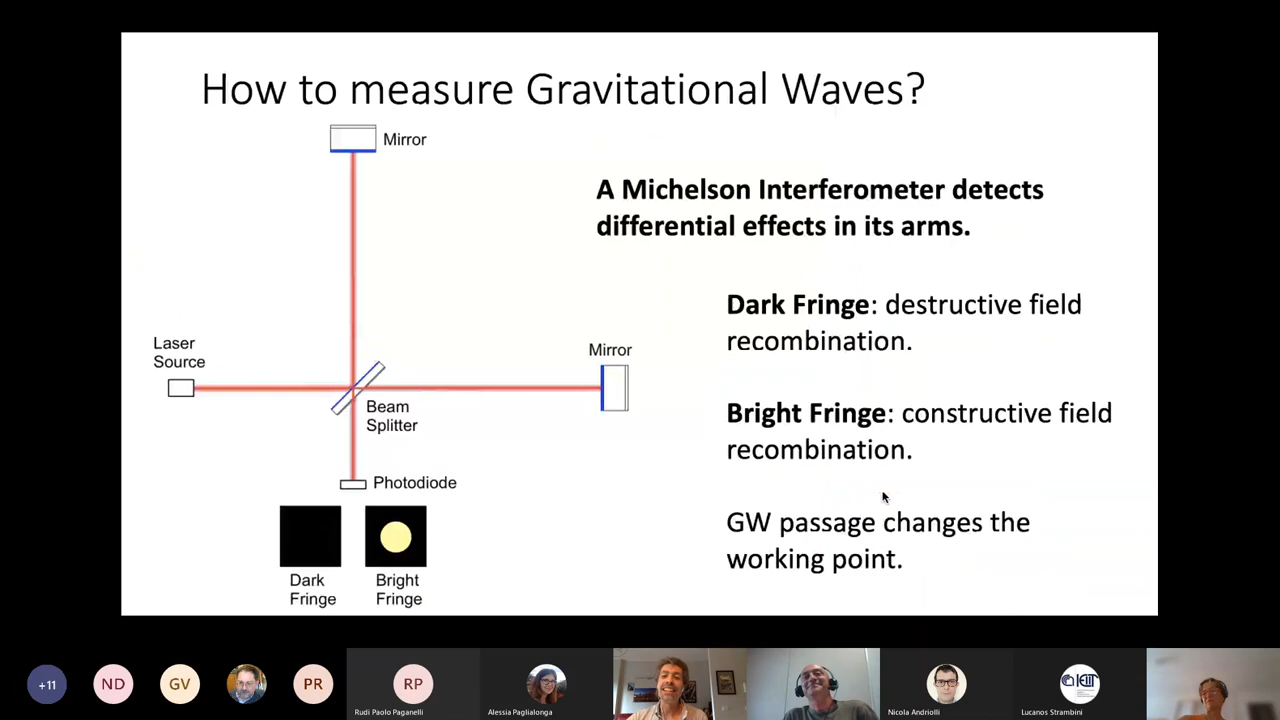 How to measure Gravitational Waves?
Mirror
A Michelson Interferometer detects
differential effects in its arms.
Dark Fringe: destructive field
recombination.
Laser
Source
Mirror
Beam
Splitter
Bright Fringe: constructive field
recombination.
Photodiode
GW passage changes the
working point.
Dark
Fringe
Bright
Fringe
+11
ND
GV
PR
RP
Rudi Paolo Paganelli
Alessia Paglialonga
Nicola Andriolli
IEIIT
Lucanos Strambini